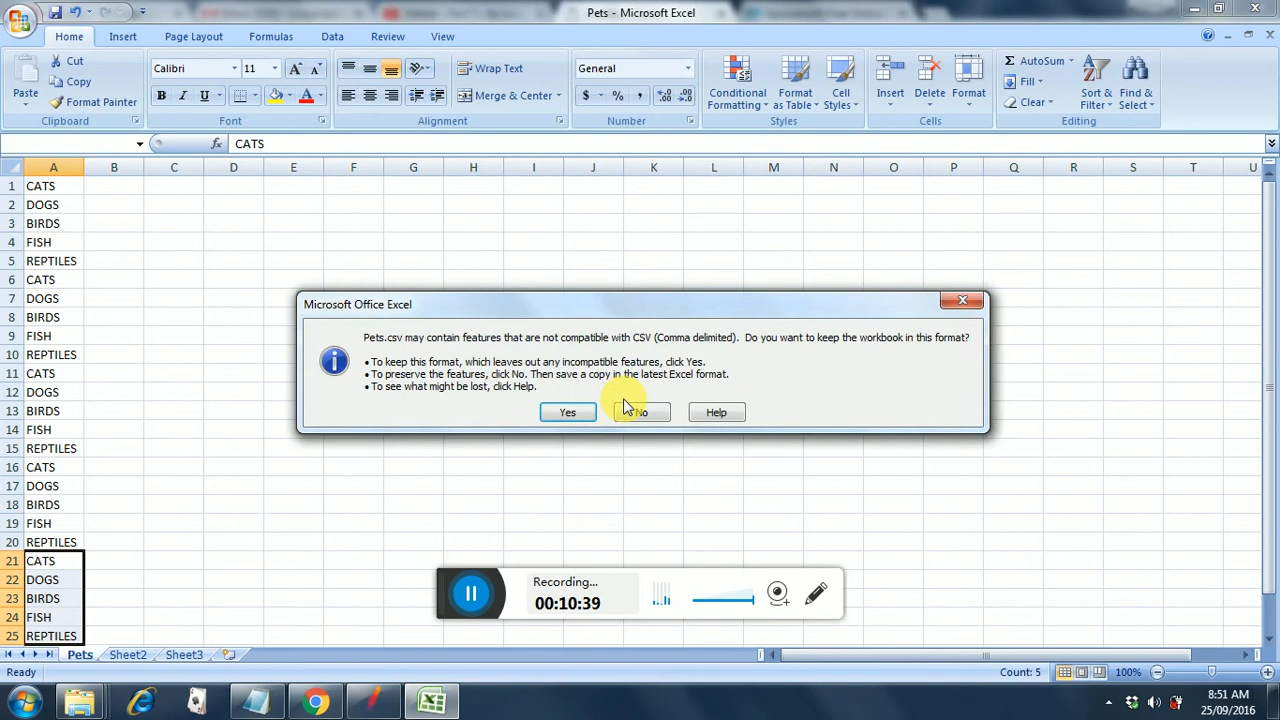 Pets - Microsoft Excel
Home Insert Page Layout Formulas Data Review View
Paste Cut Copy Format Painter
Calibri 11
B I U A
Wrap Text
Merge & Center
General
$ % ,
Conditional Formatting
Format as Table
Cell Styles
Insert Delete Format
Σ AutoSum
Fill
Clear
Sort & Filter
Find & Select
Clipboard Font Alignment Number Styles Cells Editing
fx CATS
A B C D E F G H I J K L M N O P Q R S T U
1 CATS
2 DOGS
3 BIRDS
4 FISH
5 REPTILES
6 CATS
7 DOGS
8 BIRDS
9 FISH
10 REPTILES
11 CATS
12 DOGS
13 BIRDS
14 FISH
15 REPTILES
16 CATS
17 DOGS
18 BIRDS
19 FISH
20 REPTILES
21 CATS
22 DOGS
23 BIRDS
24 FISH
25 REPTILES
Microsoft Office Excel
Pets.csv may contain features that are not compatible with CSV (Comma delimited). Do you want to keep the workbook in this format?
• To keep this format, which leaves out any incompatible features, click Yes.
• To preserve the features, click No. Then save a copy in the latest Excel format.
• To see what might be lost, click Help.
Yes No Help
Recording...
00:10:39
Pets Sheet2 Sheet3
Ready Count: 5 100%
8:51 AM
25/09/2016